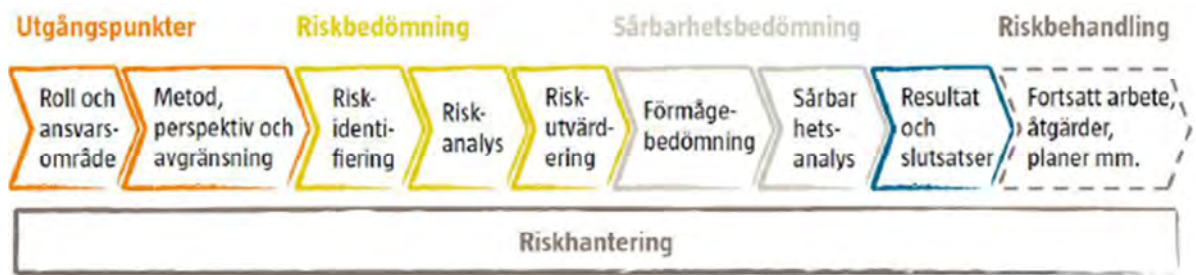 Utgångspunkter
Riskbedömning
Sårbarhetsbedömning
Riskbehandling
Roll och
ansvars-
område
Metod,
perspektiv och
avgränsning
Risk-
identi-
fiering
Risk-
analys
Risk-
utvärd-
ering
Förmåge-
bedömning
Sårbar
hets-
analys
Resultat
och
slutsatser
Fortsatt arbete,
åtgärder,
planer mm.
Riskhantering